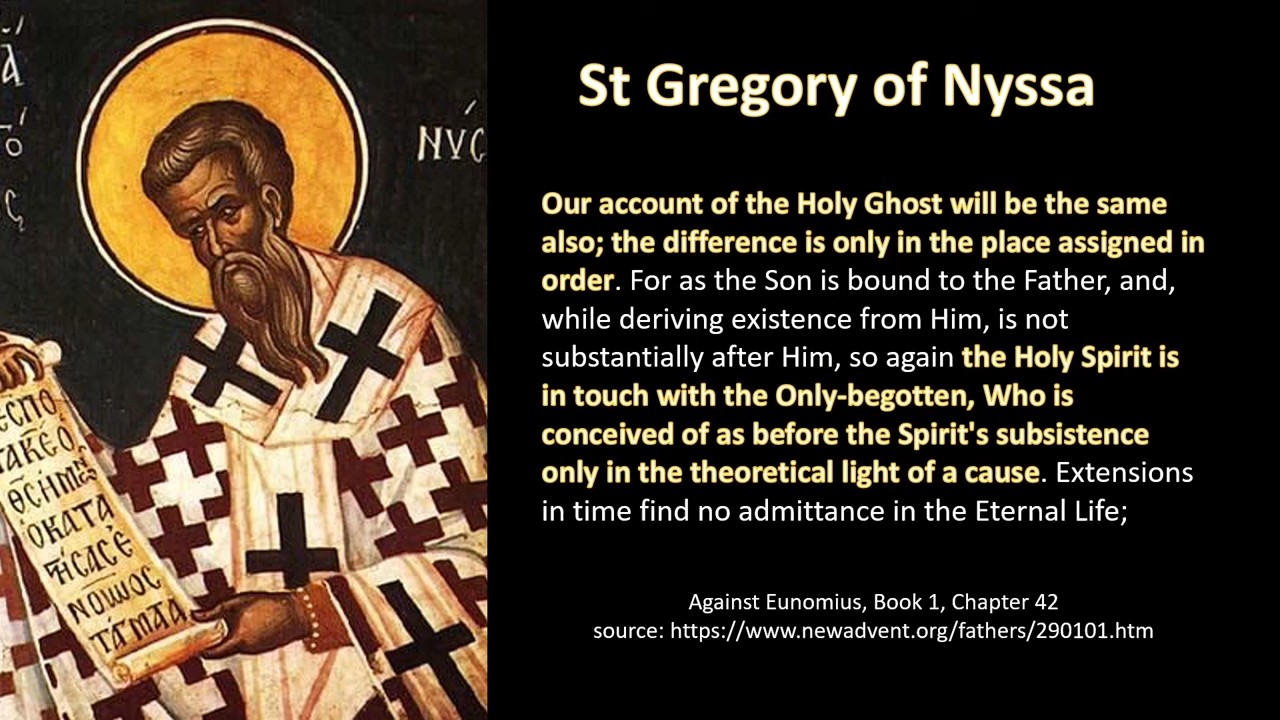 St Gregory of Nyssa
Our account of the Holy Ghost will be the same
also; the difference is only in the place assigned in
order. For as the Son is bound to the Father, and,
while deriving existence from Him, is not
substantially after Him, so again the Holy Spirit is
in touch with the Only-begotten, Who is
conceived of as before the Spirit's subsistence
only in the theoretical light of a cause. Extensions
in time find no admittance in the Eternal Life;
Against Eunomius, Book 1, Chapter 42
source: https://www.newadvent.org/fathers/290101.htm
ΝΥС
ΟΚΑΤΑ